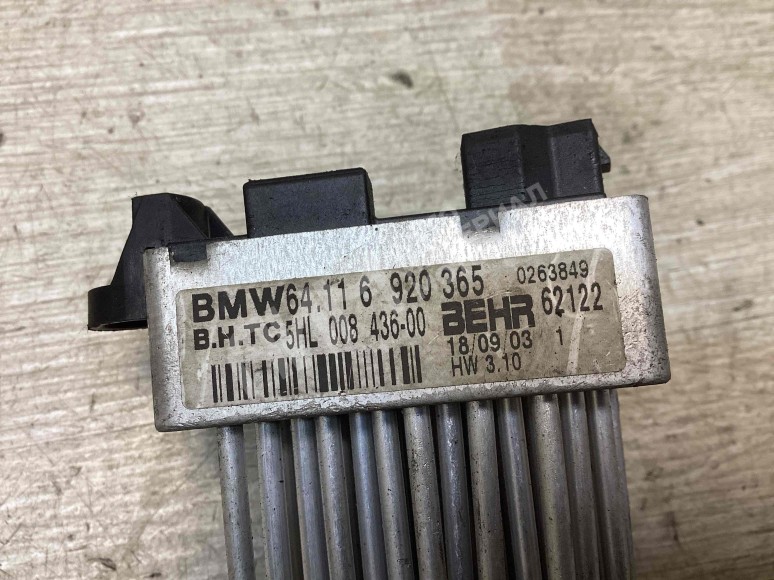 BMW 64.11 6 920 365 0263849
B.H.TC 5HL 008 436-00 BEHR 62122
18/09/03 1
HW 3.10